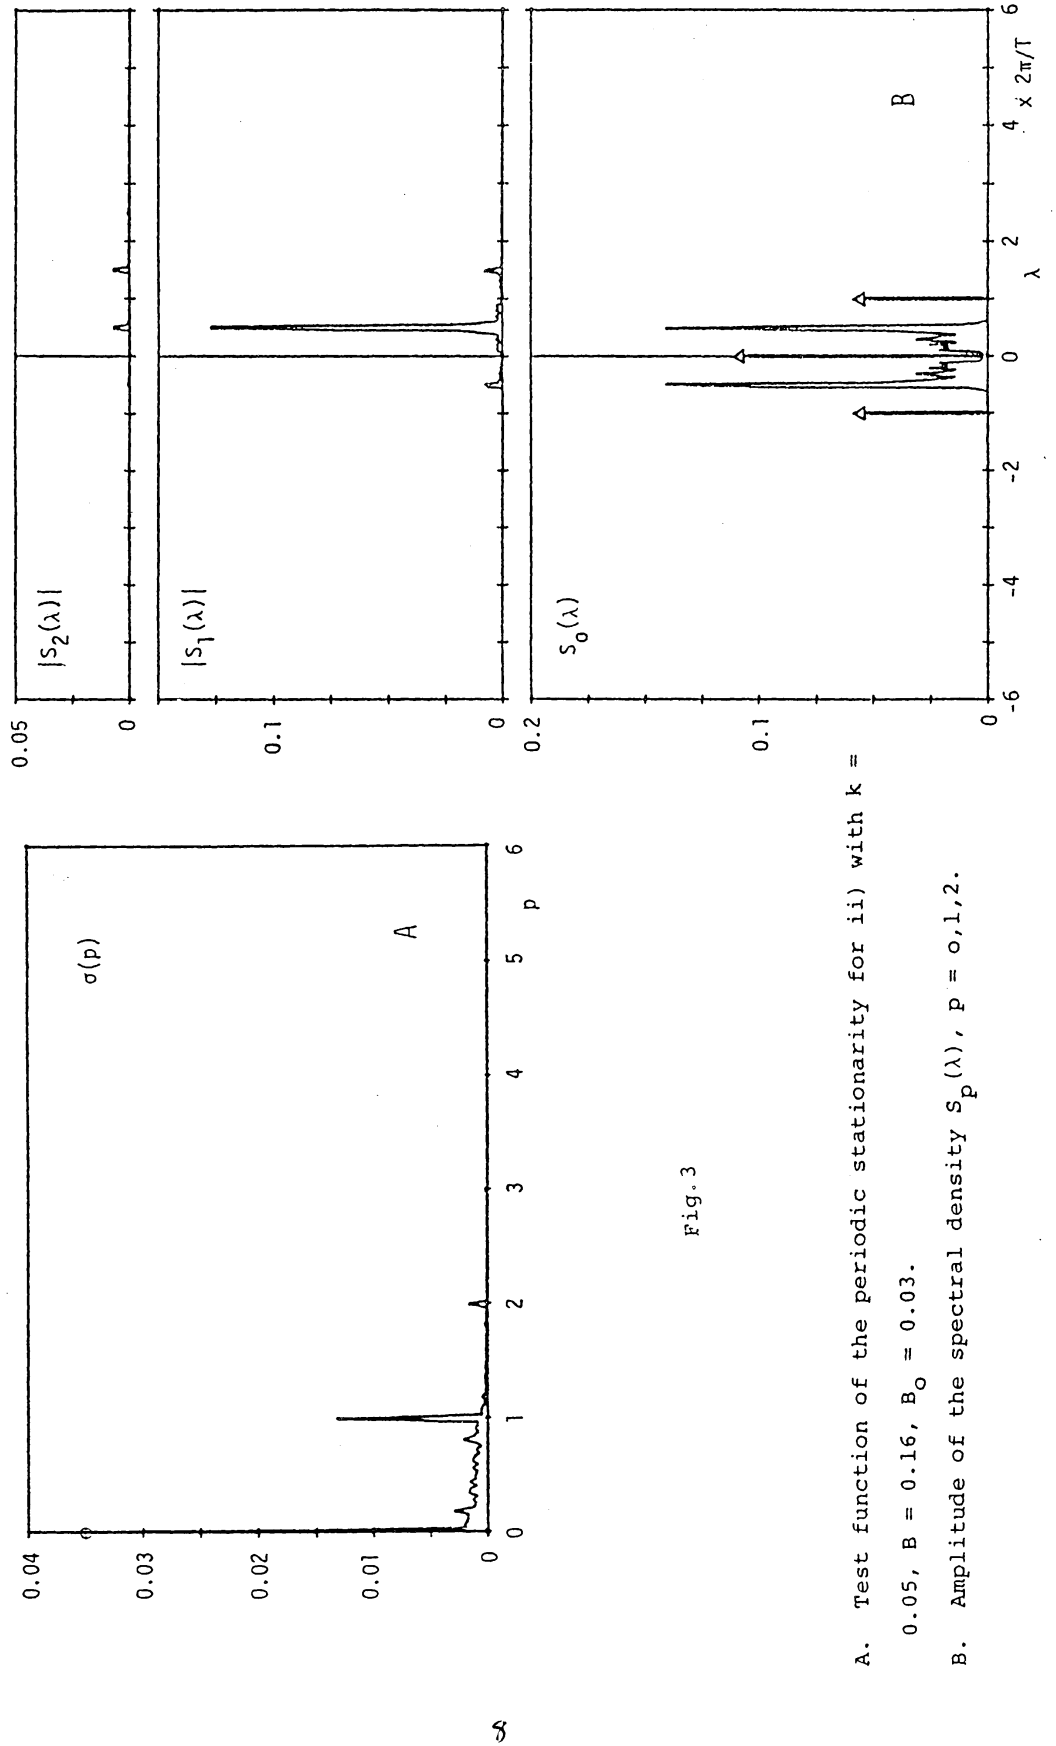 σ(p)
A
0.04
0.03
0.02
0.01
0
0 1 2 3 4 5 6
p
|S2(λ)|
0.05
0
|S1(λ)|
0.1
0
So(λ)
B
0.2
0.1
0
-6 -4 -2 0 2 4 6
λ × 2π/T
Fig.3
A. Test function of the periodic stationarity for ii) with k =
0.05, B = 0.16, Bo = 0.03.
B. Amplitude of the spectral density Sp(λ), p = o,1,2.
8